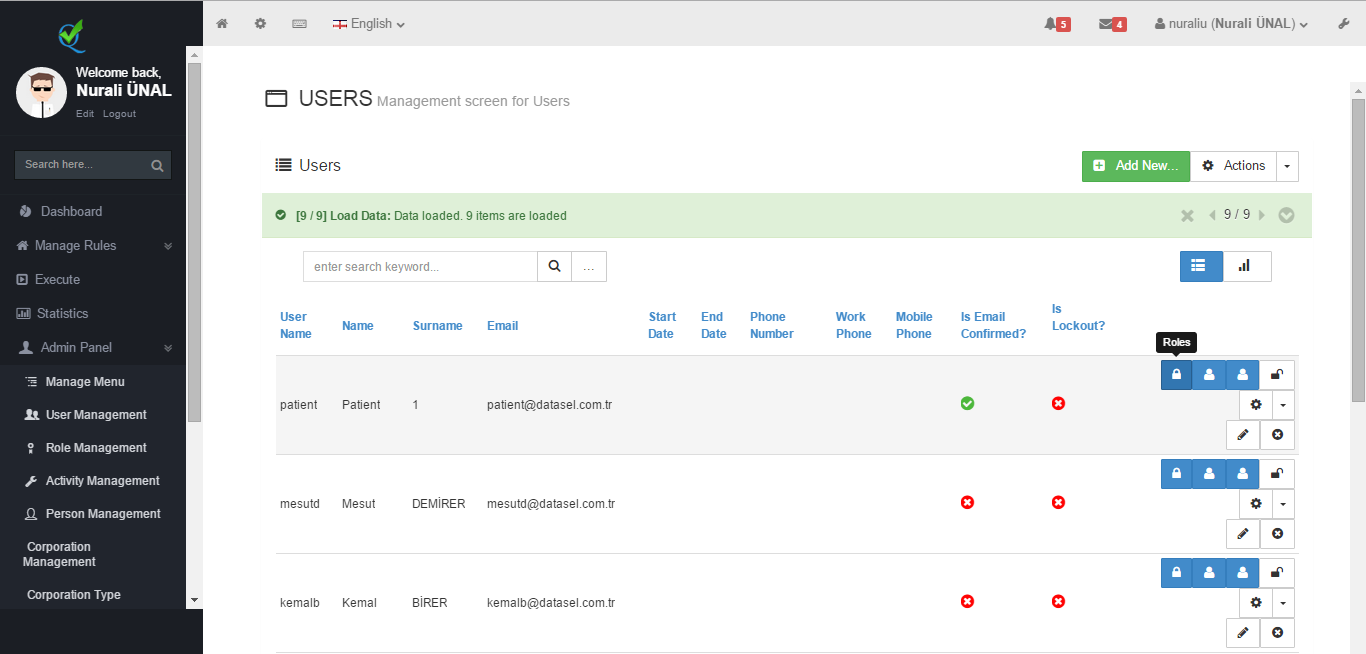 English
5
4
nuraliu (Nurali ÜNAL)
Welcome back,
Nurali ÜNAL
Edit Logout
Search here...
Dashboard
Manage Rules
Execute
Statistics
Admin Panel
Manage Menu
User Management
Role Management
Activity Management
Person Management
Corporation
Management
Corporation Type
USERS Management screen for Users
Users
Add New...
Actions
[9 / 9] Load Data: Data loaded. 9 items are loaded
9 / 9
enter search keyword...
...
User Name Name Surname Email Start Date End Date Phone Number Work Phone Mobile Phone Is Email Confirmed? Is Lockout?
Roles
patient Patient 1 patient@datasel.com.tr
mesutd Mesut DEMİRER mesutd@datasel.com.tr
kemalb Kemal BİRER kemalb@datasel.com.tr